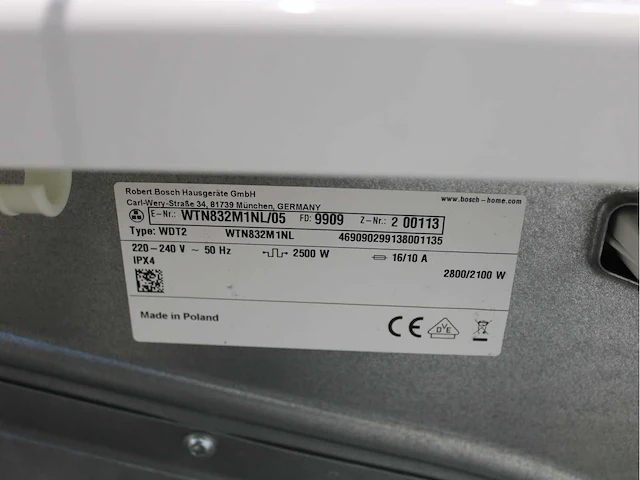 Robert Bosch Hausgeräte GmbH
www.bosch-home.com
Carl-Wery-Straße 34, 81739 München, GERMANY
E-Nr.: WTN832M1NL/05 FD: 9909 Z-Nr.: 2 00113
Type: WDT2 WTN832M1NL 469090299138001135
220-240 V ~ 50 Hz 2500 W 16/10 A
IPX4 2800/2100 W
Made in Poland
CE DVE